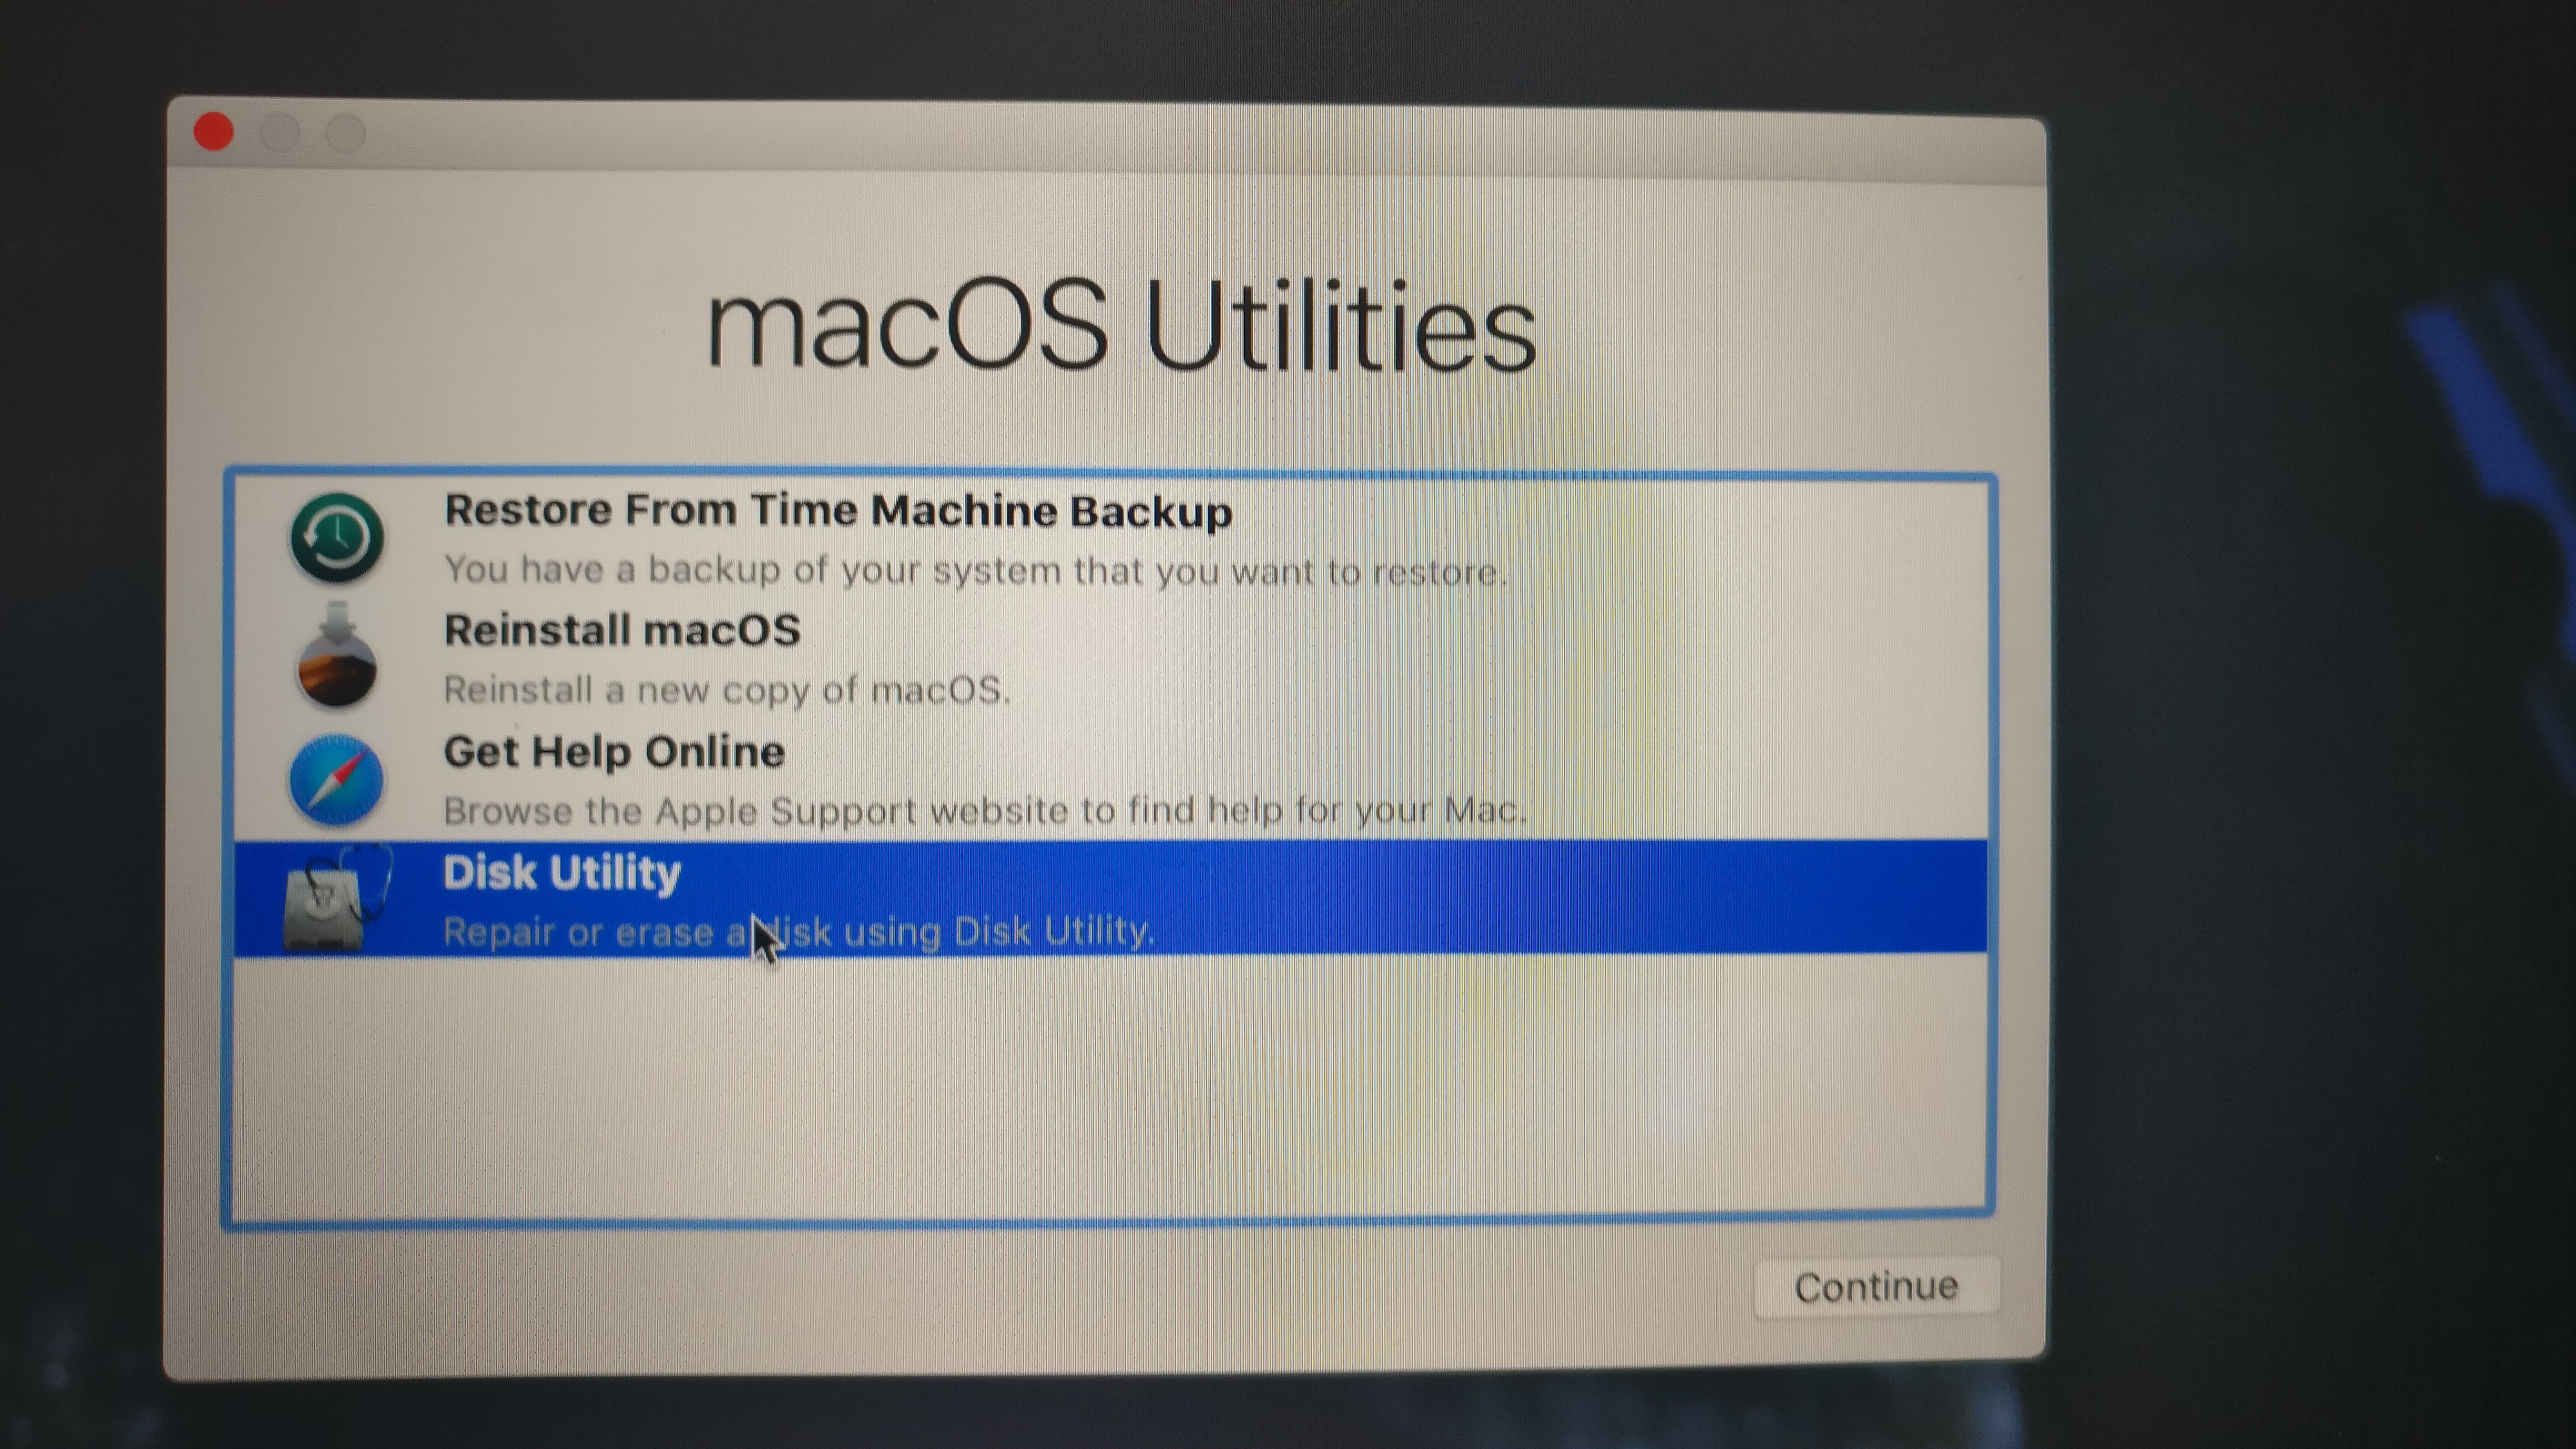 macOS Utilities
Restore From Time Machine Backup
You have a backup of your system that you want to restore.
Reinstall macOS
Reinstall a new copy of macOS.
Get Help Online
Browse the Apple Support website to find help for your Mac.
Disk Utility
Repair or erase a disk using Disk Utility.
Continue